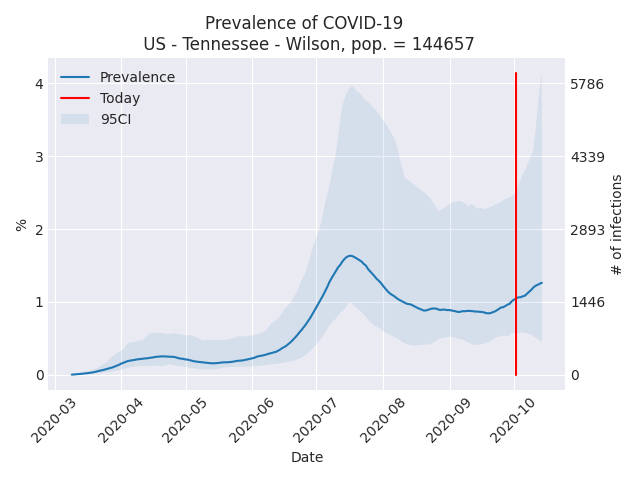 Prevalence of COVID-19
US - Tennessee - Wilson, pop. = 144657
Prevalence
Today
95CI
4
3
2
1
0
%
5786
4339
2893
1446
0
# of infections
2020-03
2020-04
2020-05
2020-06
2020-07
2020-08
2020-09
2020-10
Date